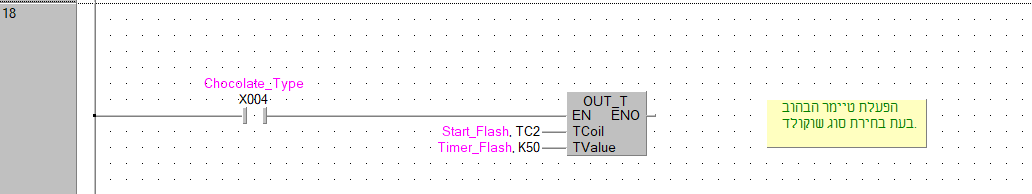 18
Chocolate_Type
X004
OUT_T
EN ENO
Start_Flash, TC2 TCoil
Timer_Flash, K50 TValue
הפעלת טיימר הבהוב
בעת בחירת סוג שוקולד.